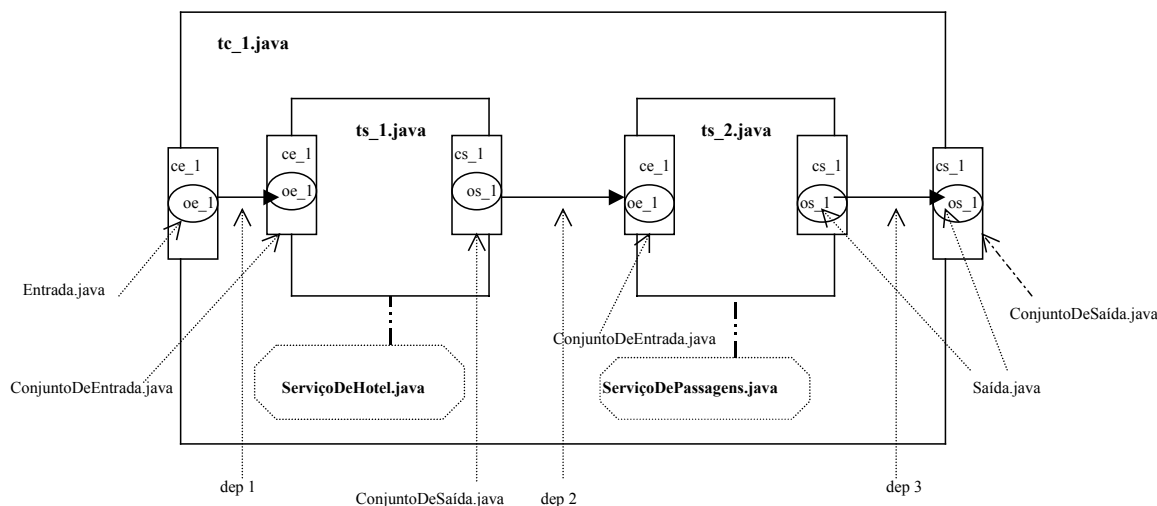 tc_1.java
ts_1.java
ts_2.java
ce_1
oe_1
ce_1
oe_1
cs_1
os_1
ce_1
oe_1
cs_1
os_1
cs_1
os_1
Entrada.java
ConjuntoDeSaída.java
ConjuntoDeEntrada.java
ConjuntoDeEntrada.java
ServiçoDeHotel.java
ServiçoDePassagens.java
Saída.java
dep 1
ConjuntoDeSaída.java
dep 2
dep 3